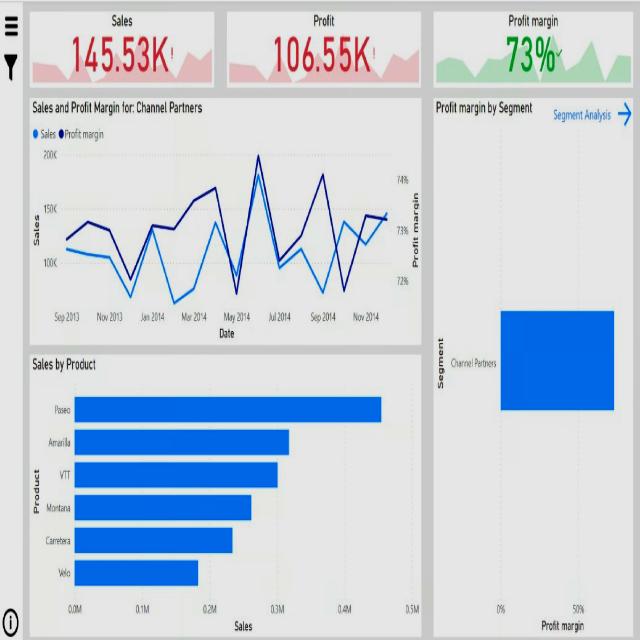 Sales
145.53K!
Profit
106.55K!
Profit margin
73%
Sales and Profit Margin for: Channel Partners
Sales Profit margin
200K
150K
100K
Sales
74%
73%
72%
Profit margin
Sep 2013 Nov 2013 Jan 2014 Mar 2014 May 2014 Jul 2014 Sep 2014 Nov 2014
Date
Profit margin by Segment
Segment Analysis
Segment
Channel Partners
0% 50%
Profit margin
Sales by Product
Product
Paseo
Amarilla
VTT
Montana
Carretera
Velo
0.0M 0.1M 0.2M 0.3M 0.4M 0.5M
Sales